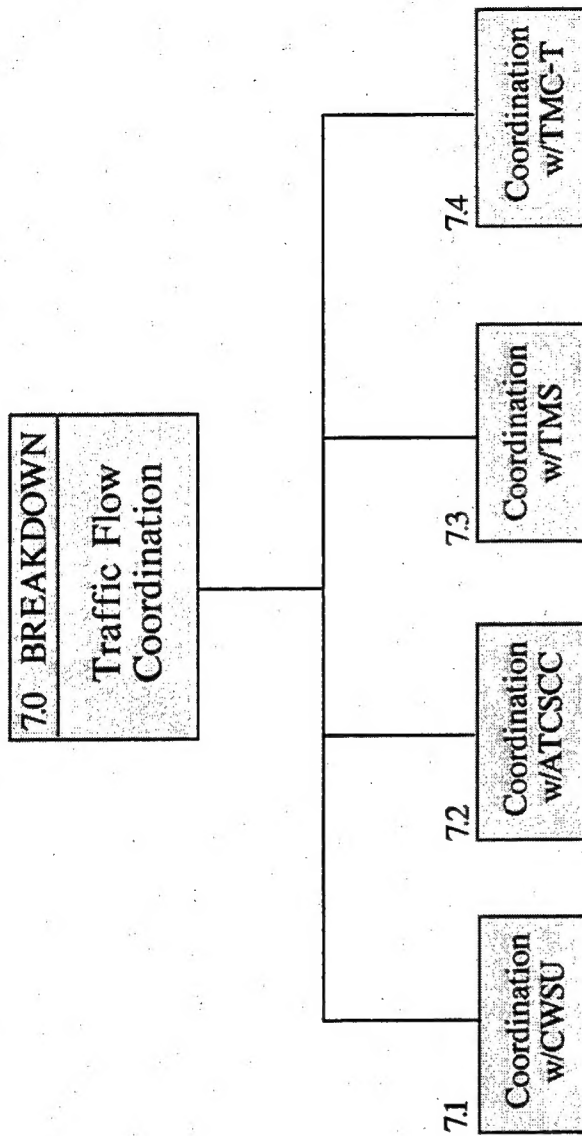 7.0 BREAKDOWN
Traffic Flow
Coordination
7.1
Coordination
w/CWSU
7.2
Coordination
w/ATCSCC
7.3
Coordination
w/TMS
7.4
Coordination
w/TMC-T